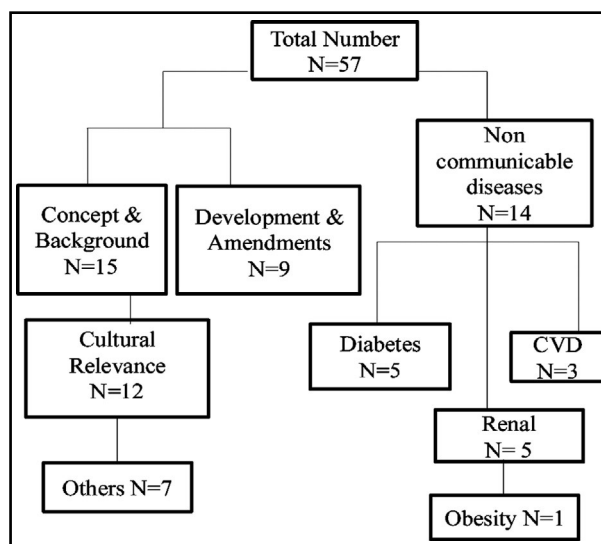 Total Number
N=57
Non
communicable
diseases
N=14
Concept &
Background
N=15
Development &
Amendments
N=9
Cultural
Relevance
N=12
Diabetes
N=5
CVD
N=3
Renal
N= 5
Others N=7
Obesity N=1